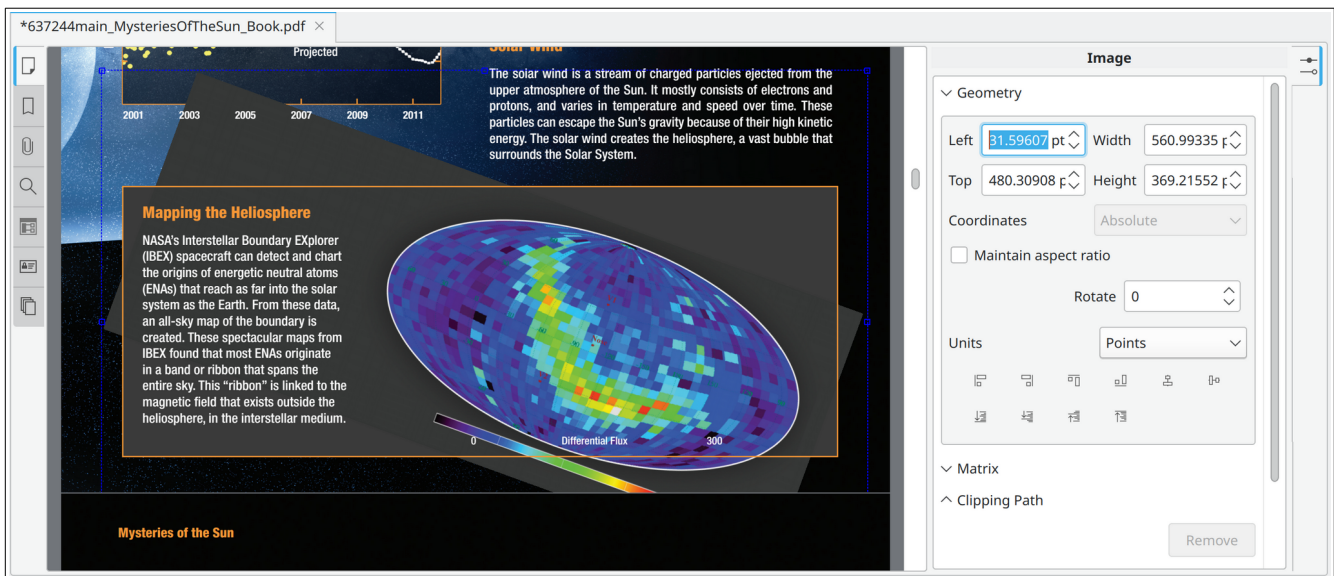 *637244main_MysteriesOfTheSun_Book.pdf ×
Projected
2001 2003 2005 2007 2009 2011
Solar Wind
The solar wind is a stream of charged particles ejected from the
upper atmosphere of the Sun. It mostly consists of electrons and
protons, and varies in temperature and speed over time. These
particles can escape the Sun's gravity because of their high kinetic
energy. The solar wind creates the heliosphere, a vast bubble that
surrounds the Solar System.
Mapping the Heliosphere
NASA's Interstellar Boundary EXplorer
(IBEX) spacecraft can detect and chart
the origins of energetic neutral atoms
(ENAs) that reach as far into the solar
system as the Earth. From these data,
an all-sky map of the boundary is
created. These spectacular maps from
IBEX found that most ENAs originate
in a band or ribbon that spans the
entire sky. This “ribbon” is linked to the
magnetic field that exists outside the
heliosphere, in the interstellar medium.
0 Differential Flux 300
Mysteries of the Sun
Image
Geometry
Left 31.59607 pt Width 560.99335 p
Top 480.30908 p Height 369.21552 p
Coordinates Absolute
Maintain aspect ratio
Rotate 0
Units Points
Matrix
Clipping Path
Remove